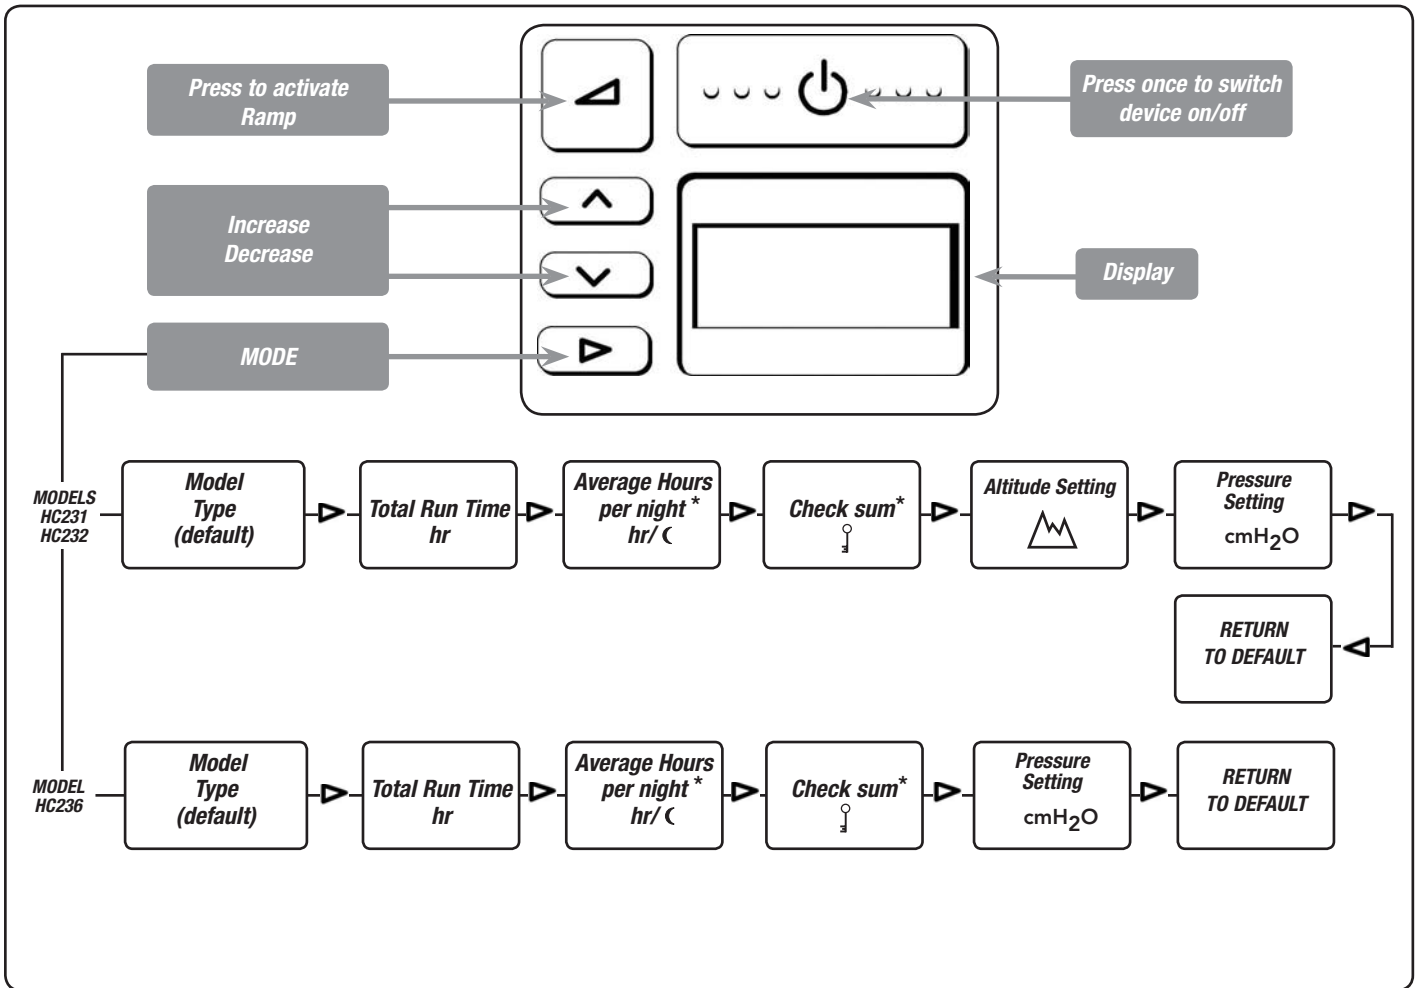 Press to activate
Ramp
Press once to switch
device on/off
Increase
Decrease
Display
MODE
MODELS
HC231
HC232
Model
Type
(default)
Total Run Time
hr
Average Hours
per night *
hr/☾
Check sum*
Altitude Setting
Pressure
Setting
cmH₂O
RETURN
TO DEFAULT
MODEL
HC236
Model
Type
(default)
Total Run Time
hr
Average Hours
per night *
hr/☾
Check sum*
Pressure
Setting
cmH₂O
RETURN
TO DEFAULT